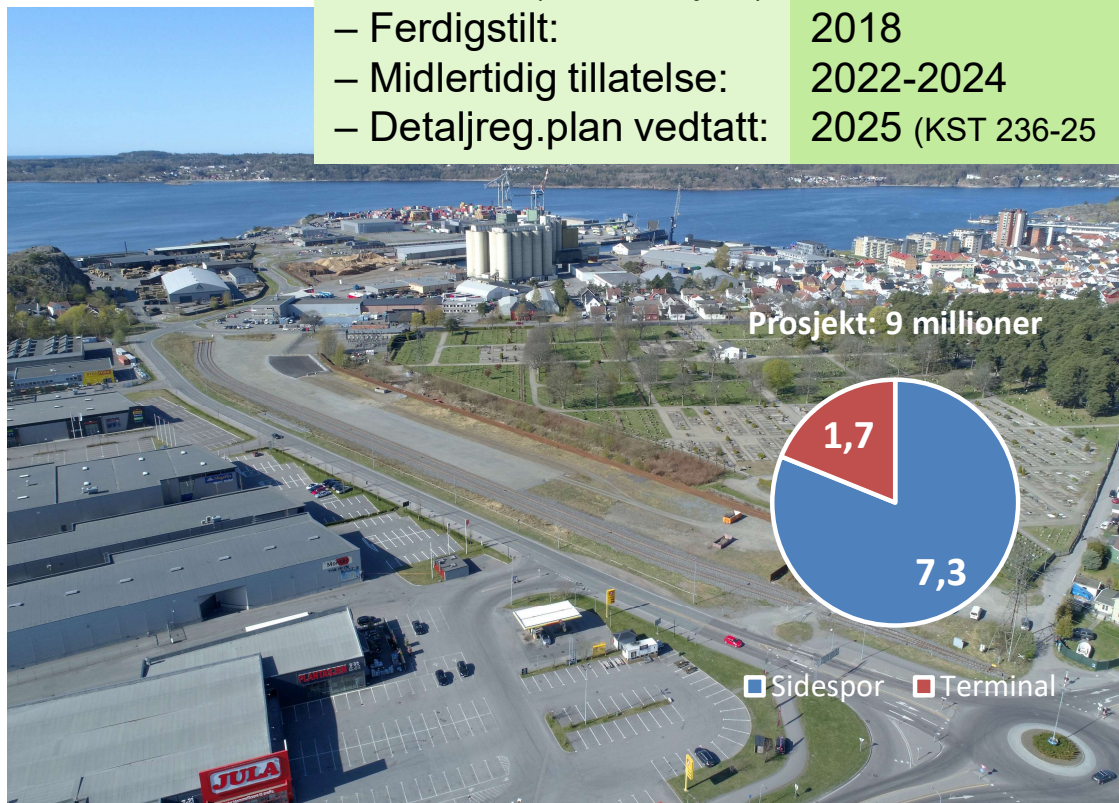 – Ferdigstilt: 2018
– Midlertidig tillatelse: 2022-2024
– Detaljreg.plan vedtatt: 2025 (KST 236-25
Prosjekt: 9 millioner
1,7
7,3
Sidespor Terminal
PLANTASJEN
JULA